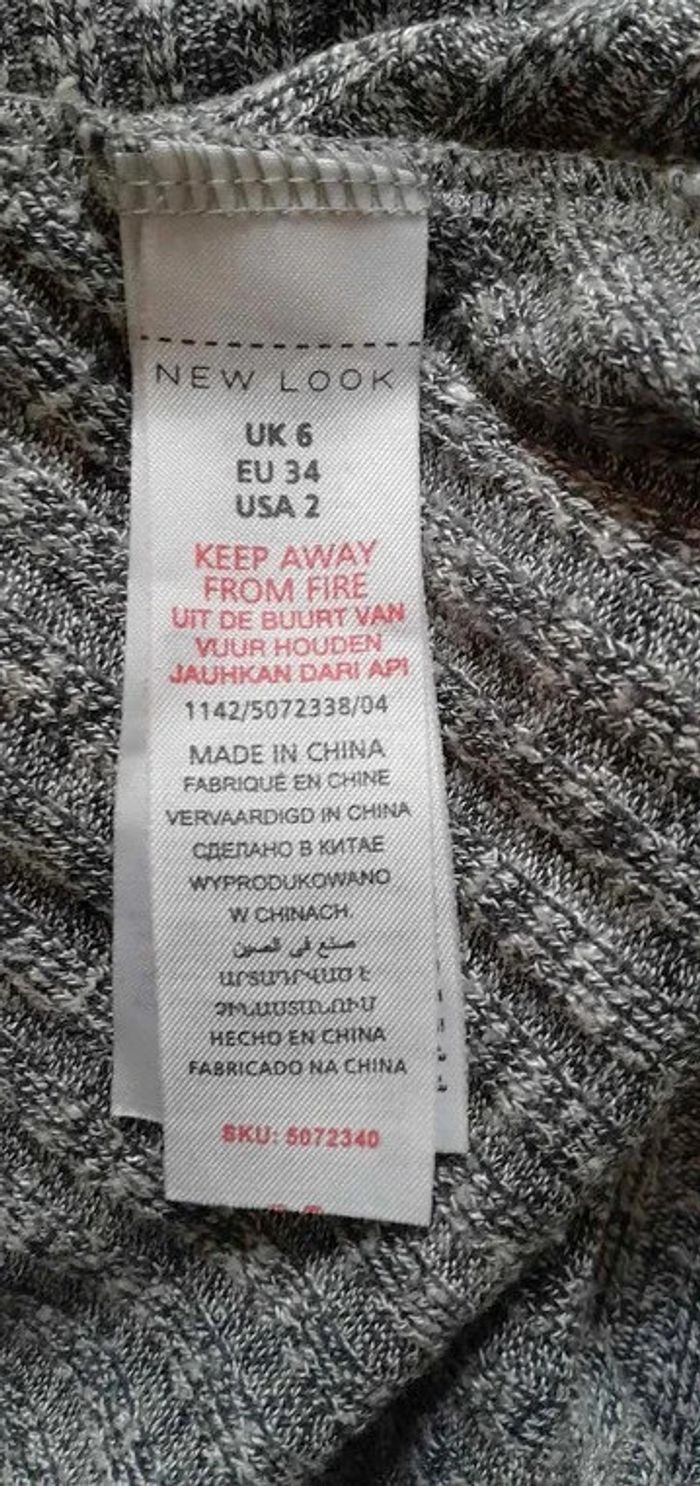 NEW LOOK
UK 6
EU 34
USA 2
KEEP AWAY
FROM FIRE
UIT DE BUURT VAN
VUUR HOUDEN
JAUHKAN DARI API
1142/5072338/04
MADE IN CHINA
FABRIQUÉ EN CHINE
VERVAARDIGD IN CHINA
СДЕЛАНО В КИТАЕ
WYPRODUKOWANO
W CHINACH.
صنع في الصين
ԱՐՏԱԴՐՎԱԾ Է
ՉԻՆԱՍՏԱՆՈՒՄ
HECHO EN CHINA
FABRICADO NA CHINA
SKU: 5072340